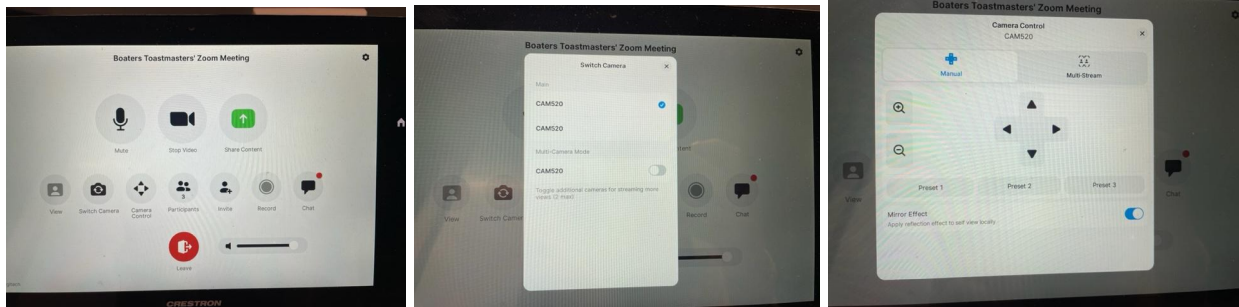 Boaters Toastmasters' Zoom Meeting
Mute
Stop Video
Share Content
View
Switch Camera
Camera Control
3
Participants
Invite
Record
Chat
Leave
CRESTRON
Boaters Toastmasters' Zoom Meeting
Switch Camera
Main
CAM520
CAM520
Multi-Camera Mode
CAM520
Toggle additional cameras for streaming more
views (2 max)
View
Switch Camer
Record
Chat
Boaters Toastmasters' Zoom Meeting
Camera Control
CAM520
Manual
Multi-Stream
Preset 1
Preset 2
Preset 3
Mirror Effect
Apply reflection effect to self view locally.
View
Chat